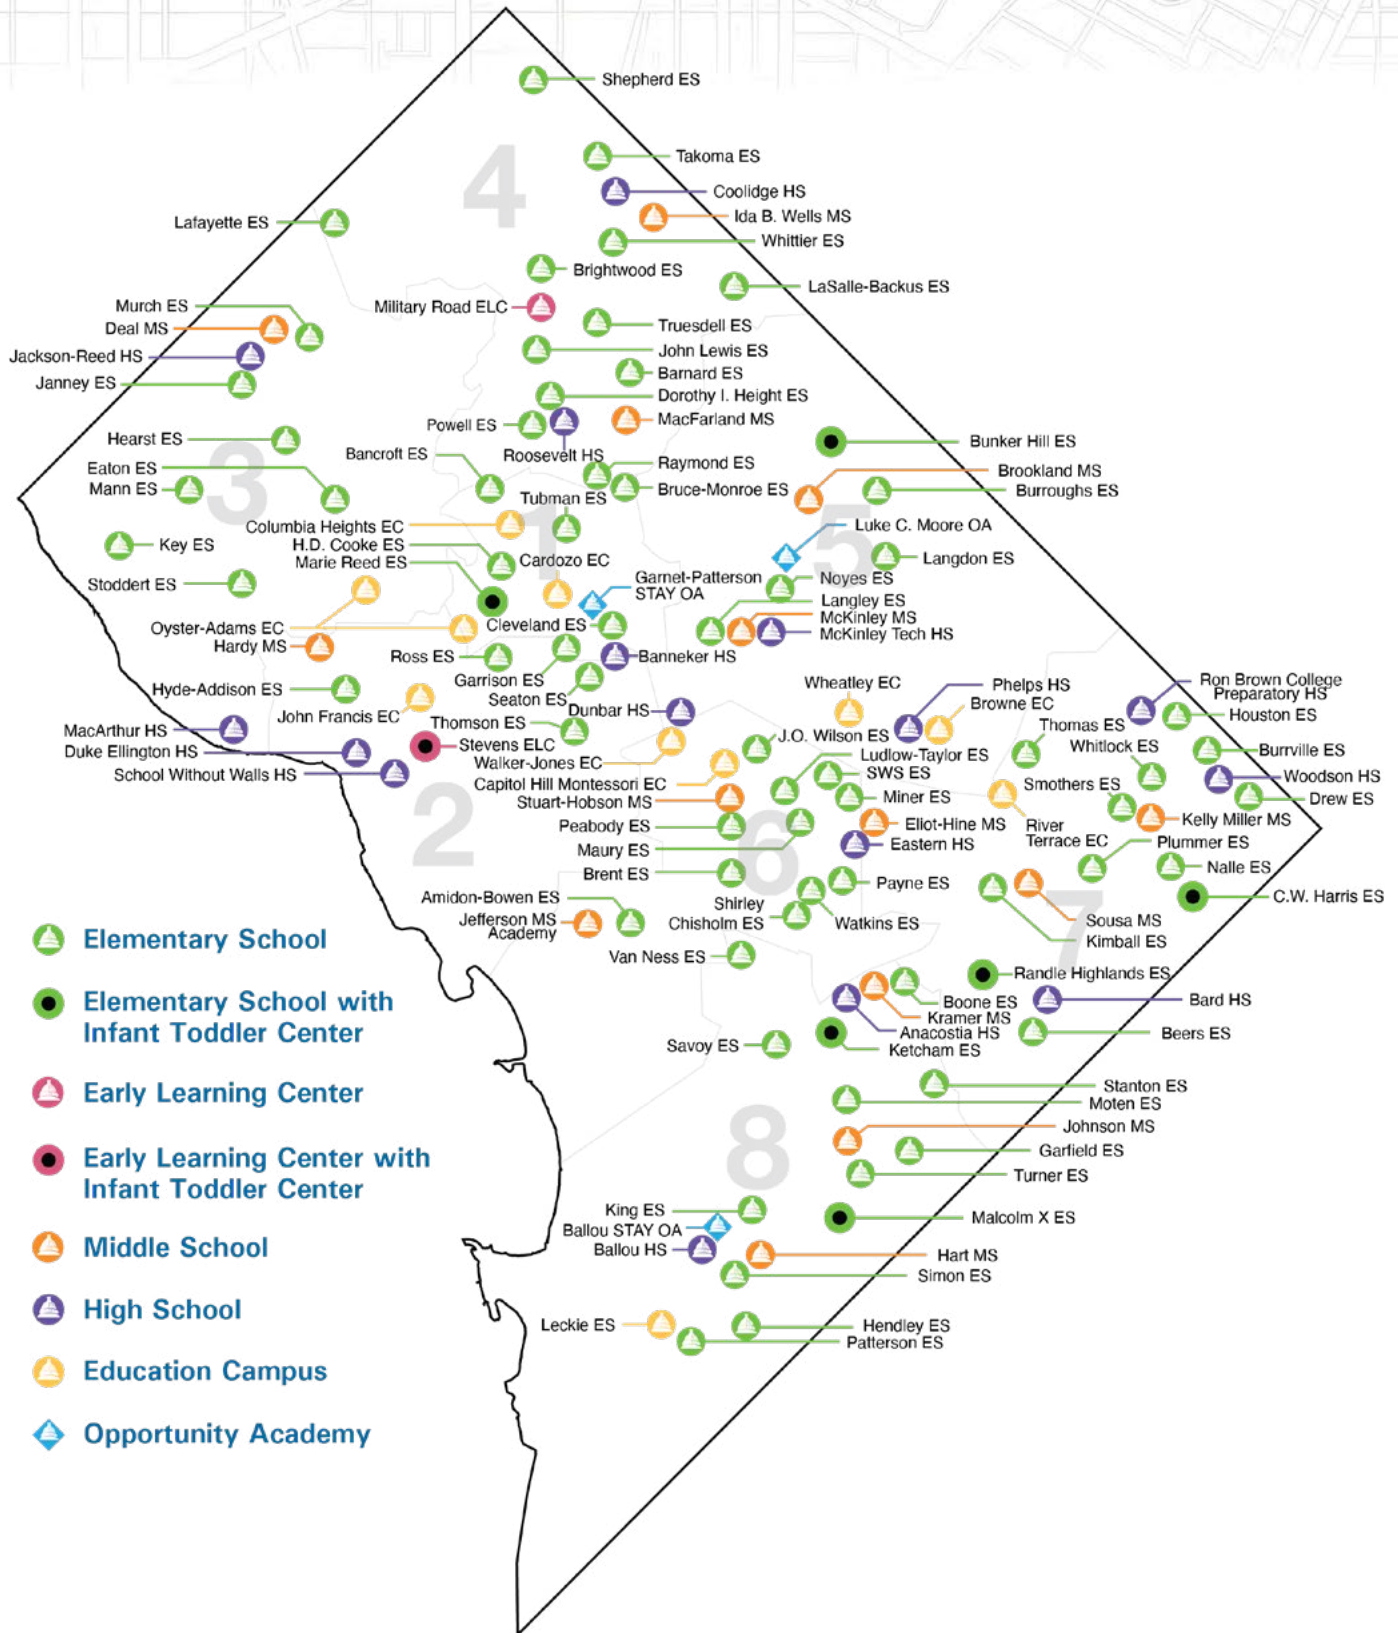 Shepherd ES
4
Takoma ES
Coolidge HS
Ida B. Wells MS
Lafayette ES
Whittier ES
Brightwood ES
LaSalle-Backus ES
Murch ES
Military Road ELC
Deal MS
Truesdell ES
Jackson-Reed HS
John Lewis ES
Janney ES
Barnard ES
Dorothy I. Height ES
Powell ES
MacFarland MS
Hearst ES
Bunker Hill ES
Bancroft ES
Roosevelt HS
Raymond ES
Eaton ES
Brookland MS
3
Mann ES
Bruce-Monroe ES
Burroughs ES
Tubman ES
Columbia Heights EC
1
5
Luke C. Moore OA
Key ES
H.D. Cooke ES
Marie Reed ES
Cardozo EC
Langdon ES
Stoddert ES
Garnet-Patterson
STAY OA
Noyes ES
Langley ES
Oyster-Adams EC
Cleveland ES
McKinley MS
McKinley Tech HS
Hardy MS
Ross ES
Banneker HS
Garrison ES
Hyde-Addison ES
Seaton ES
Wheatley EC
Phelps HS
Ron Brown College
Preparatory HS
John Francis EC
Dunbar HS
Browne EC
Houston ES
MacArthur HS
Thomson ES
Thomas ES
Duke Ellington HS
Stevens ELC
J.O. Wilson ES
Whitlock ES
Burrville ES
School Without Walls HS
Walker-Jones EC
Ludlow-Taylor ES
SWS ES
Woodson HS
Capitol Hill Montessori EC
Smothers ES
Miner ES
Drew ES
2
Stuart-Hobson MS
Peabody ES
Eliot-Hine MS
River
Terrace EC
Kelly Miller MS
Maury ES
6
Eastern HS
Plummer ES
Brent ES
Nalle ES
Payne ES
Amidon-Bowen ES
C.W. Harris ES
Jefferson MS
Academy
Shirley
Chisholm ES
Watkins ES
7
Sousa MS
Kimball ES
Van Ness ES
Randle Highlands ES
Boone ES
Bard HS
Kramer MS
Anacostia HS
Beers ES
Savoy ES
Ketcham ES
Stanton ES
Moten ES
8
Johnson MS
Garfield ES
Turner ES
King ES
Malcolm X ES
Ballou STAY OA
Ballou HS
Hart MS
Simon ES
Leckie ES
Hendley ES
Patterson ES
Elementary School
Elementary School with
Infant Toddler Center
Early Learning Center
Early Learning Center with
Infant Toddler Center
Middle School
High School
Education Campus
Opportunity Academy